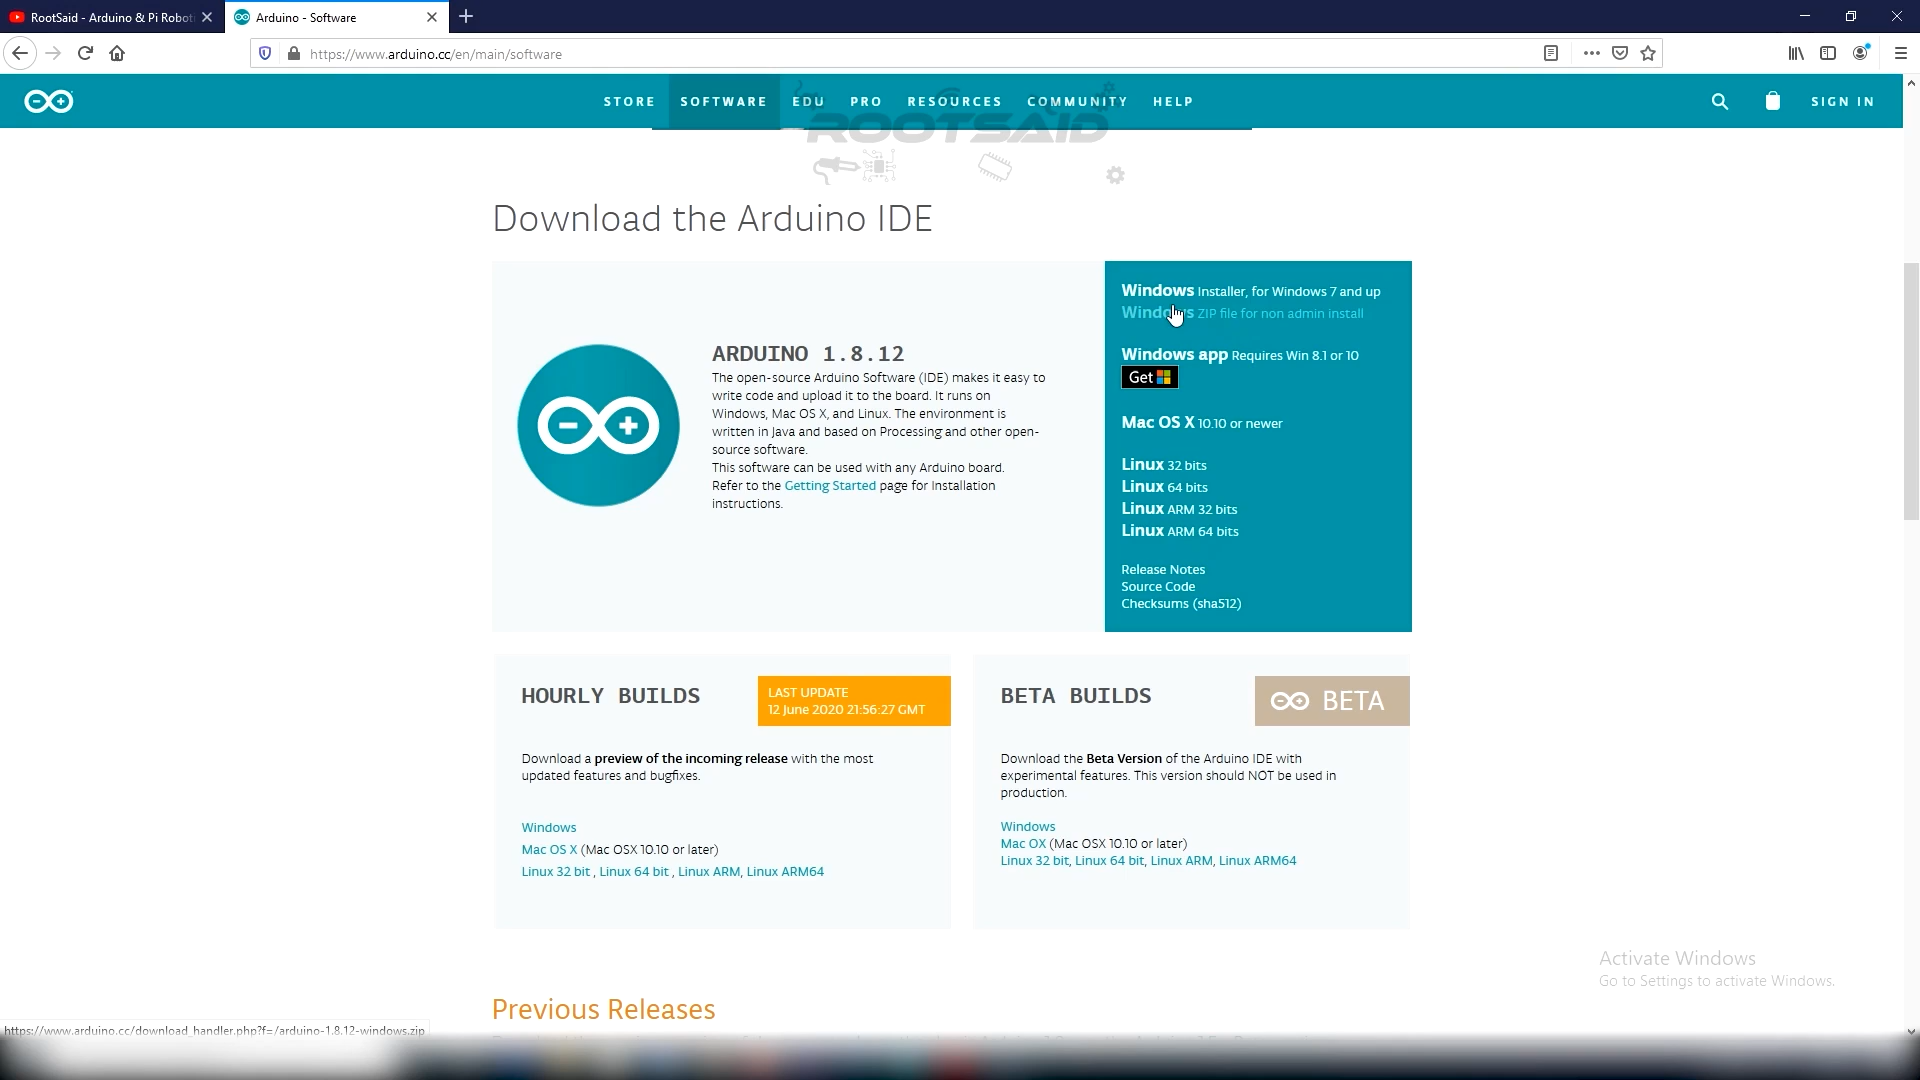 RootSaid - Arduino & Pi Roboti
Arduino - Software
https://www.arduino.cc/en/main/software
STORE SOFTWARE EDU PRO RESOURCES COMMUNITY HELP
SIGN IN
ROOTSAID
Download the Arduino IDE
ARDUINO 1.8.12
The open-source Arduino Software (IDE) makes it easy to
write code and upload it to the board. It runs on
Windows, Mac OS X, and Linux. The environment is
written in Java and based on Processing and other open-
source software.
This software can be used with any Arduino board.
Refer to the Getting Started page for Installation
instructions.
Windows Installer, for Windows 7 and up
Windows ZIP file for non admin install
Windows app Requires Win 8.1 or 10
Get
Mac OS X 10.10 or newer
Linux 32 bits
Linux 64 bits
Linux ARM 32 bits
Linux ARM 64 bits
Release Notes
Source Code
Checksums (sha512)
HOURLY BUILDS
LAST UPDATE
12 June 2020 21:56:27 GMT
Download a preview of the incoming release with the most
updated features and bugfixes.
Windows
Mac OS X (Mac OSX 10.10 or later)
Linux 32 bit , Linux 64 bit , Linux ARM, Linux ARM64
BETA BUILDS
BETA
Download the Beta Version of the Arduino IDE with
experimental features. This version should NOT be used in
production.
Windows
Mac OX (Mac OSX 10.10 or later)
Linux 32 bit, Linux 64 bit, Linux ARM, Linux ARM64
Activate Windows
Go to Settings to activate Windows.
Previous Releases
https://www.arduino.cc/download_handler.php?f=/arduino-1.8.12-windows.zip